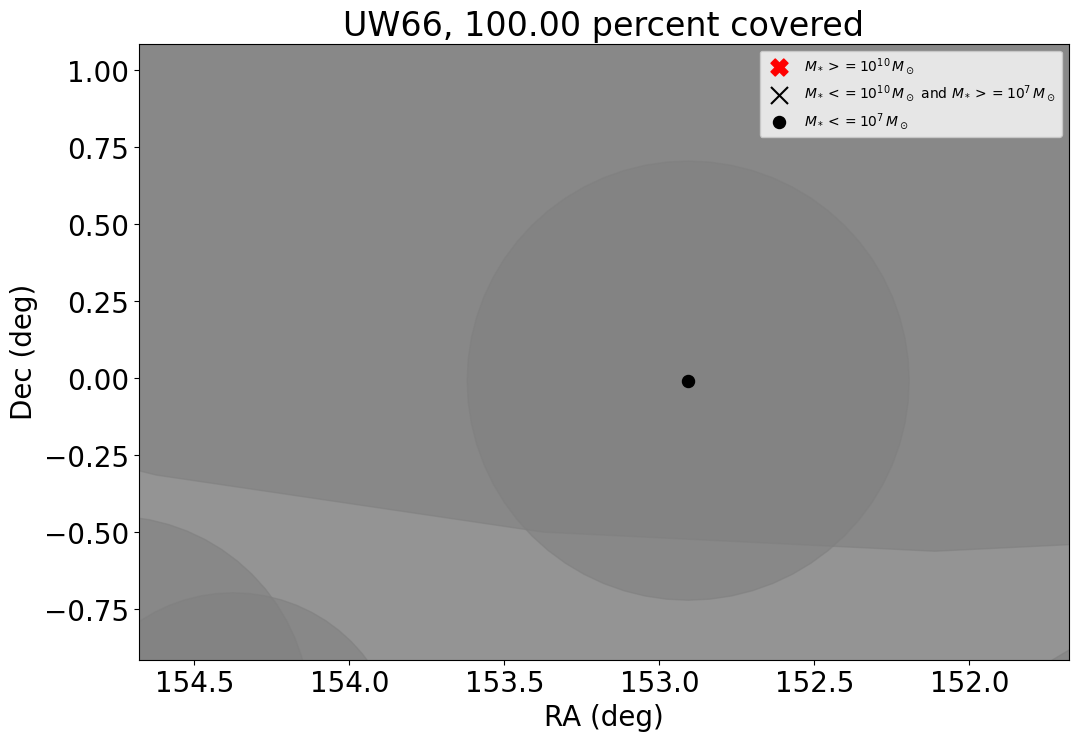 UW66, 100.00 percent covered
M* >= 10^10 M⊙
M* <= 10^10 M⊙ and M* >= 10^7 M⊙
M* <= 10^7 M⊙
1.00
0.75
0.50
0.25
0.00
−0.25
−0.50
−0.75
Dec (deg)
154.5 154.0 153.5 153.0 152.5 152.0
RA (deg)